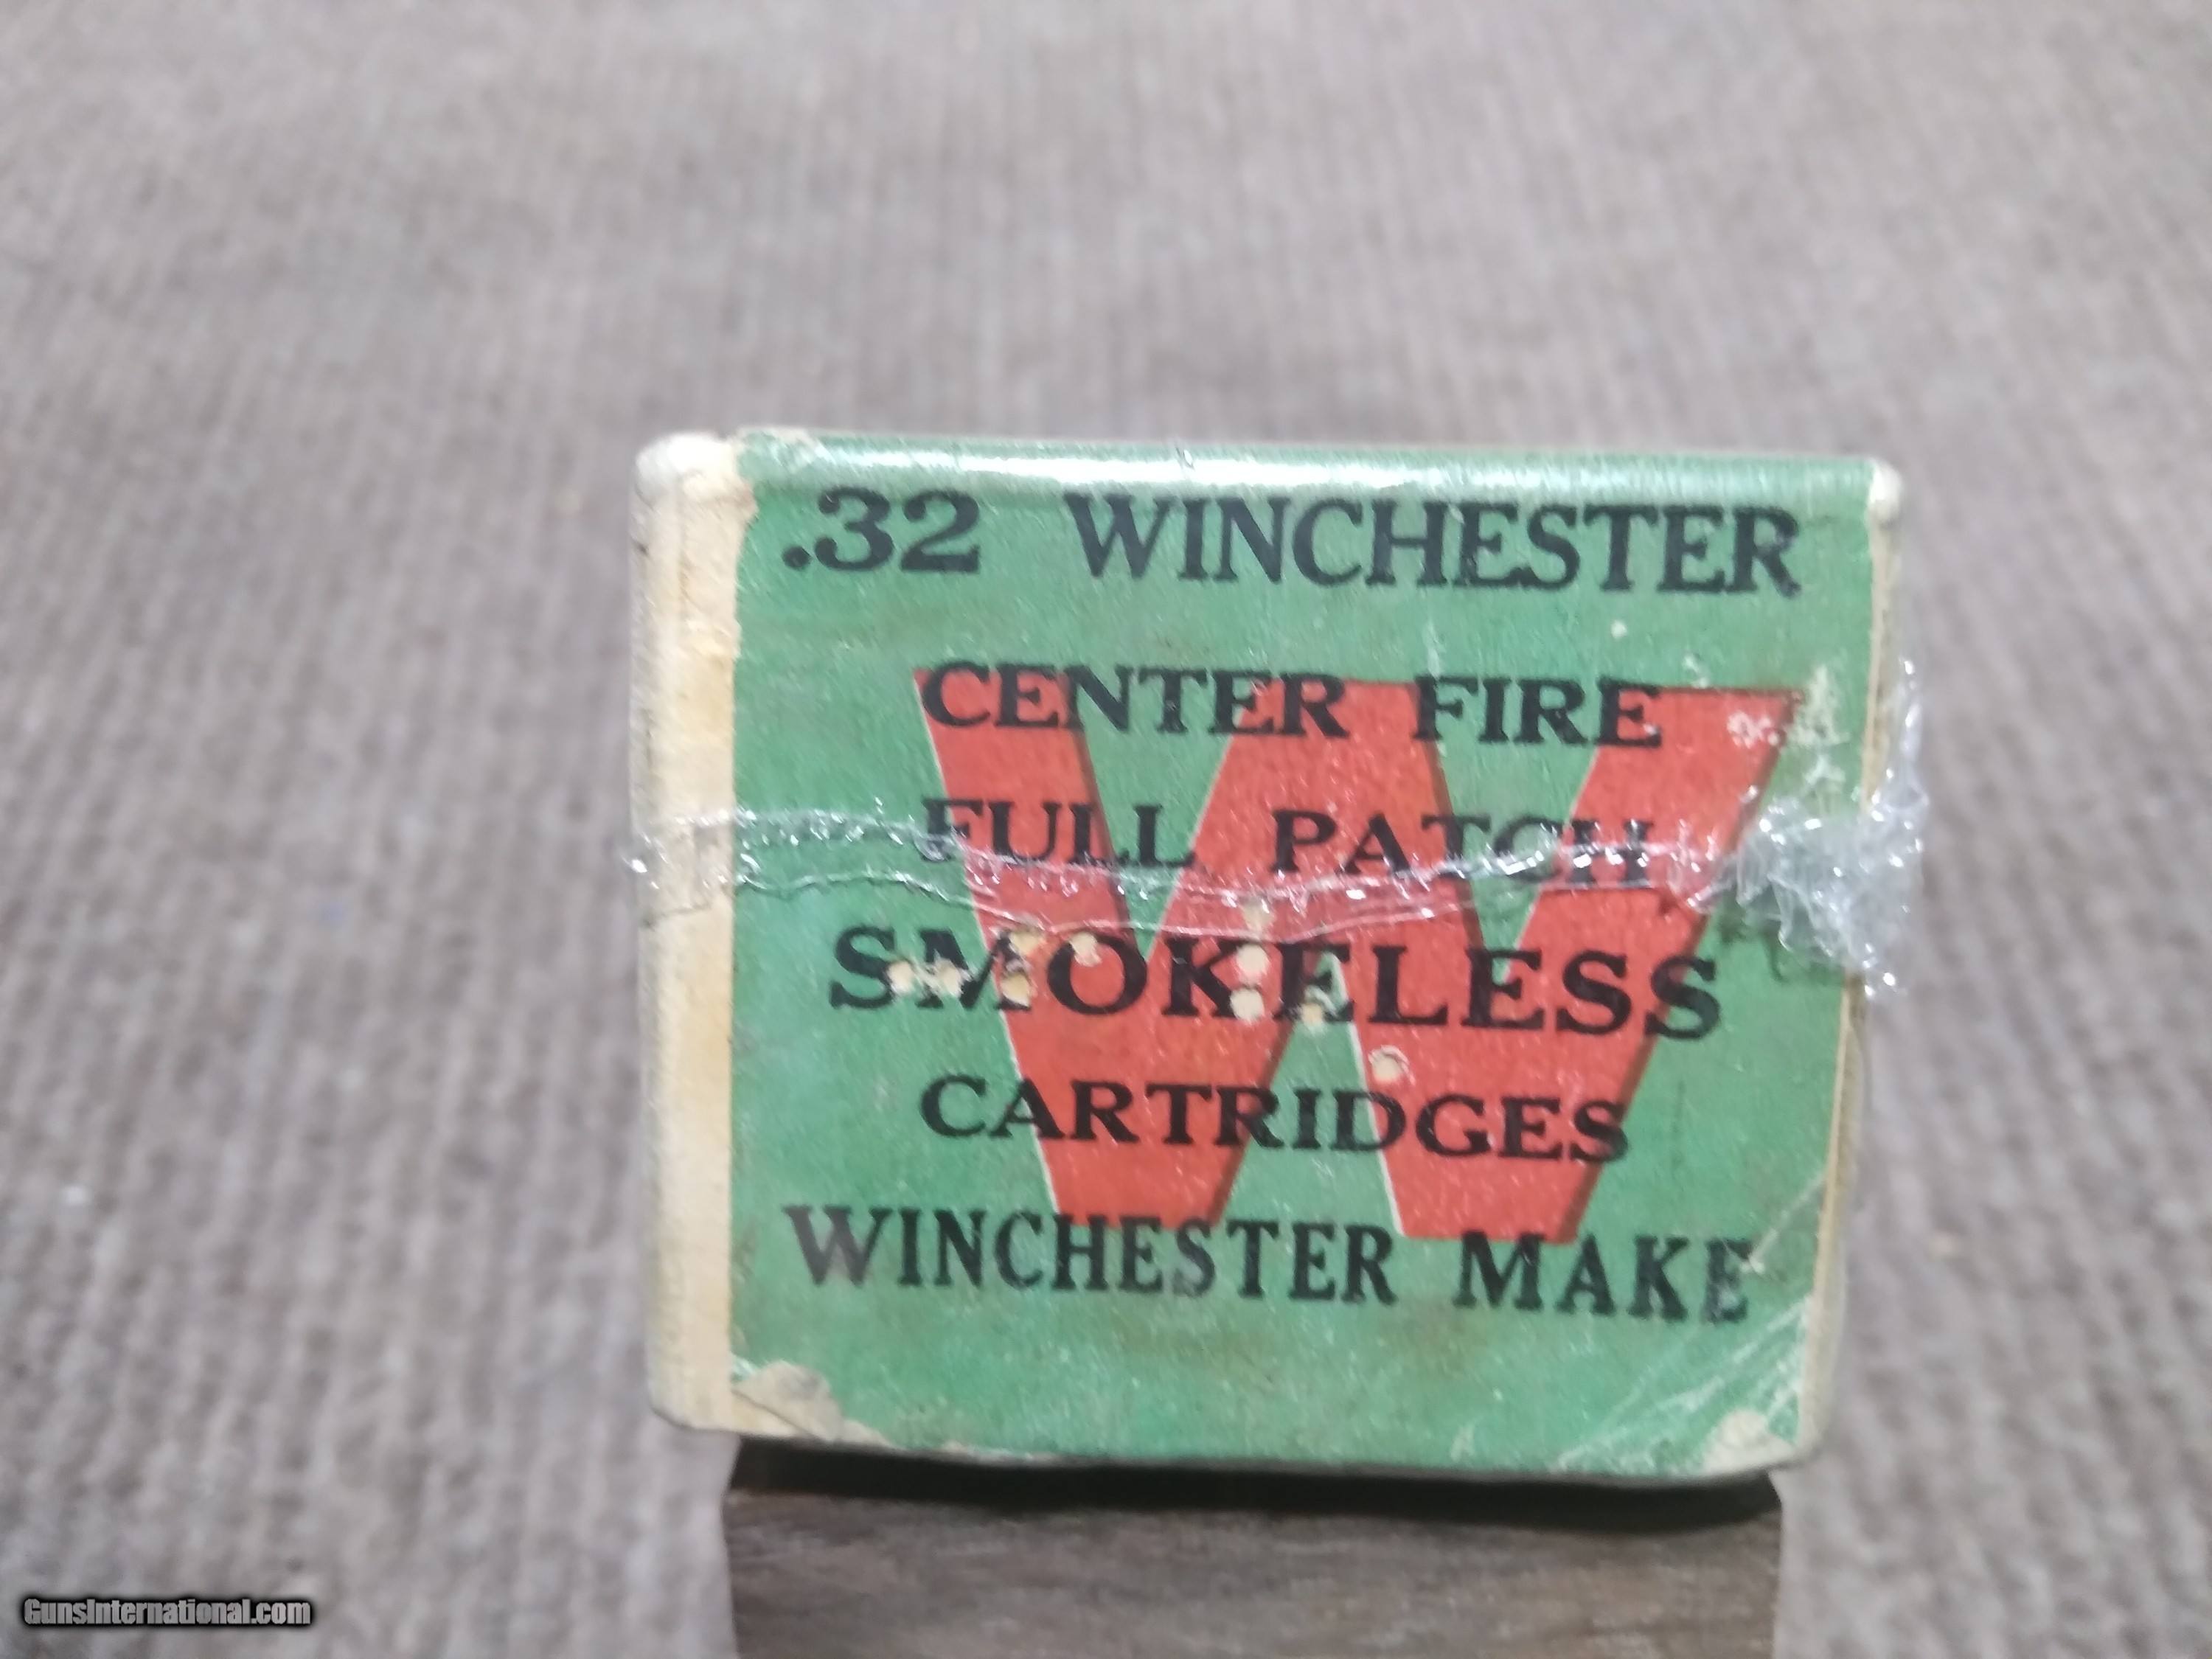 .32 WINCHESTER
CENTER FIRE
FULL PATCH
SMOKELESS
CARTRIDGES
WINCHESTER MAKE
GunsInternational.com